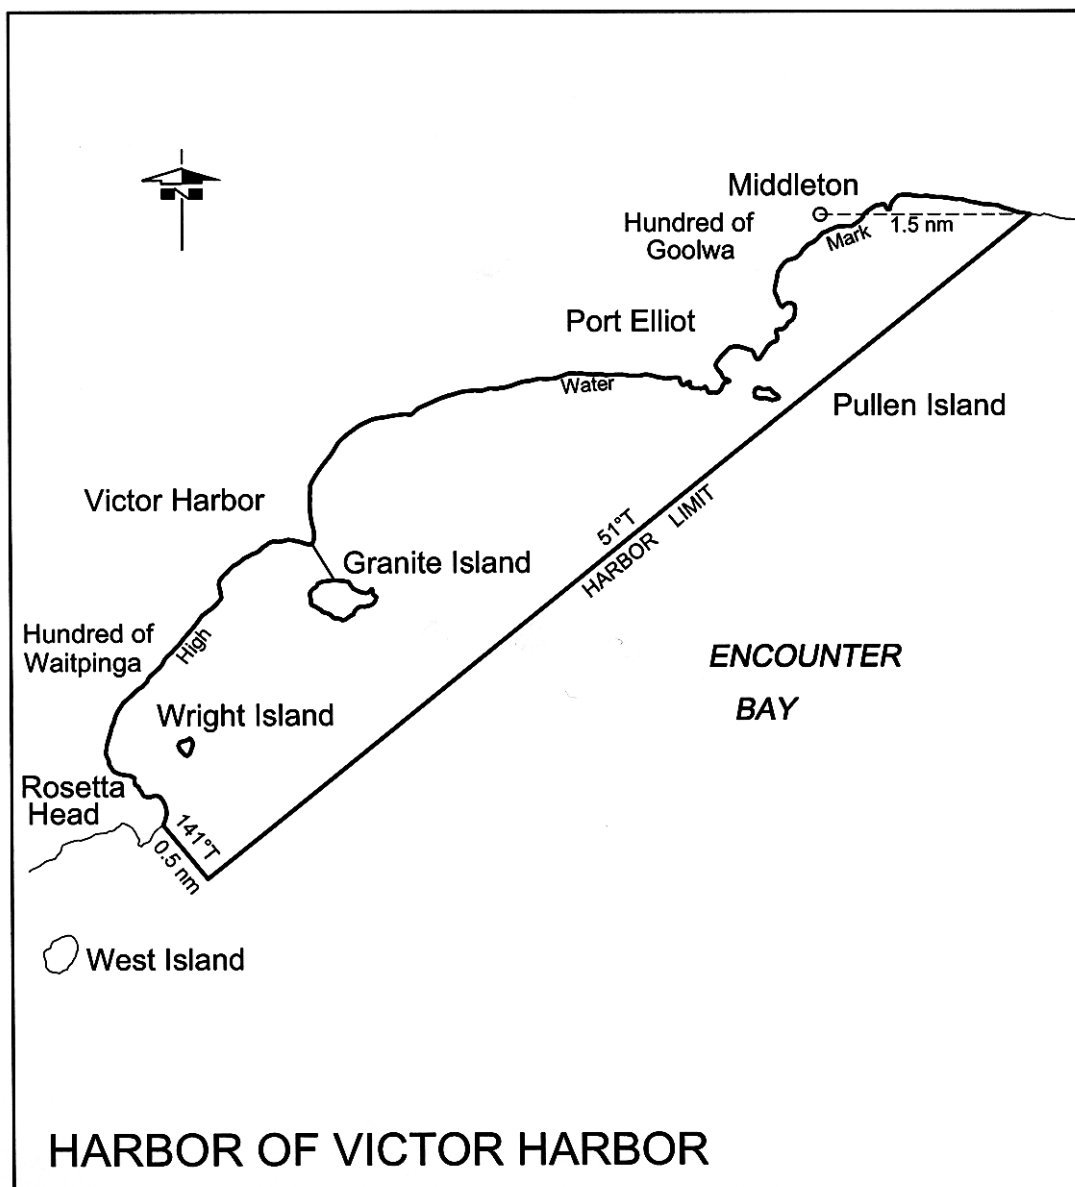 N
Middleton
Hundred of
Goolwa
Mark
1.5 nm
Port Elliot
Water
Pullen Island
Victor Harbor
51°T
HARBOR LIMIT
Granite Island
Hundred of
Waitpinga
High
ENCOUNTER
BAY
Wright Island
Rosetta
Head
141°T
0.5 nm
West Island
HARBOR OF VICTOR HARBOR